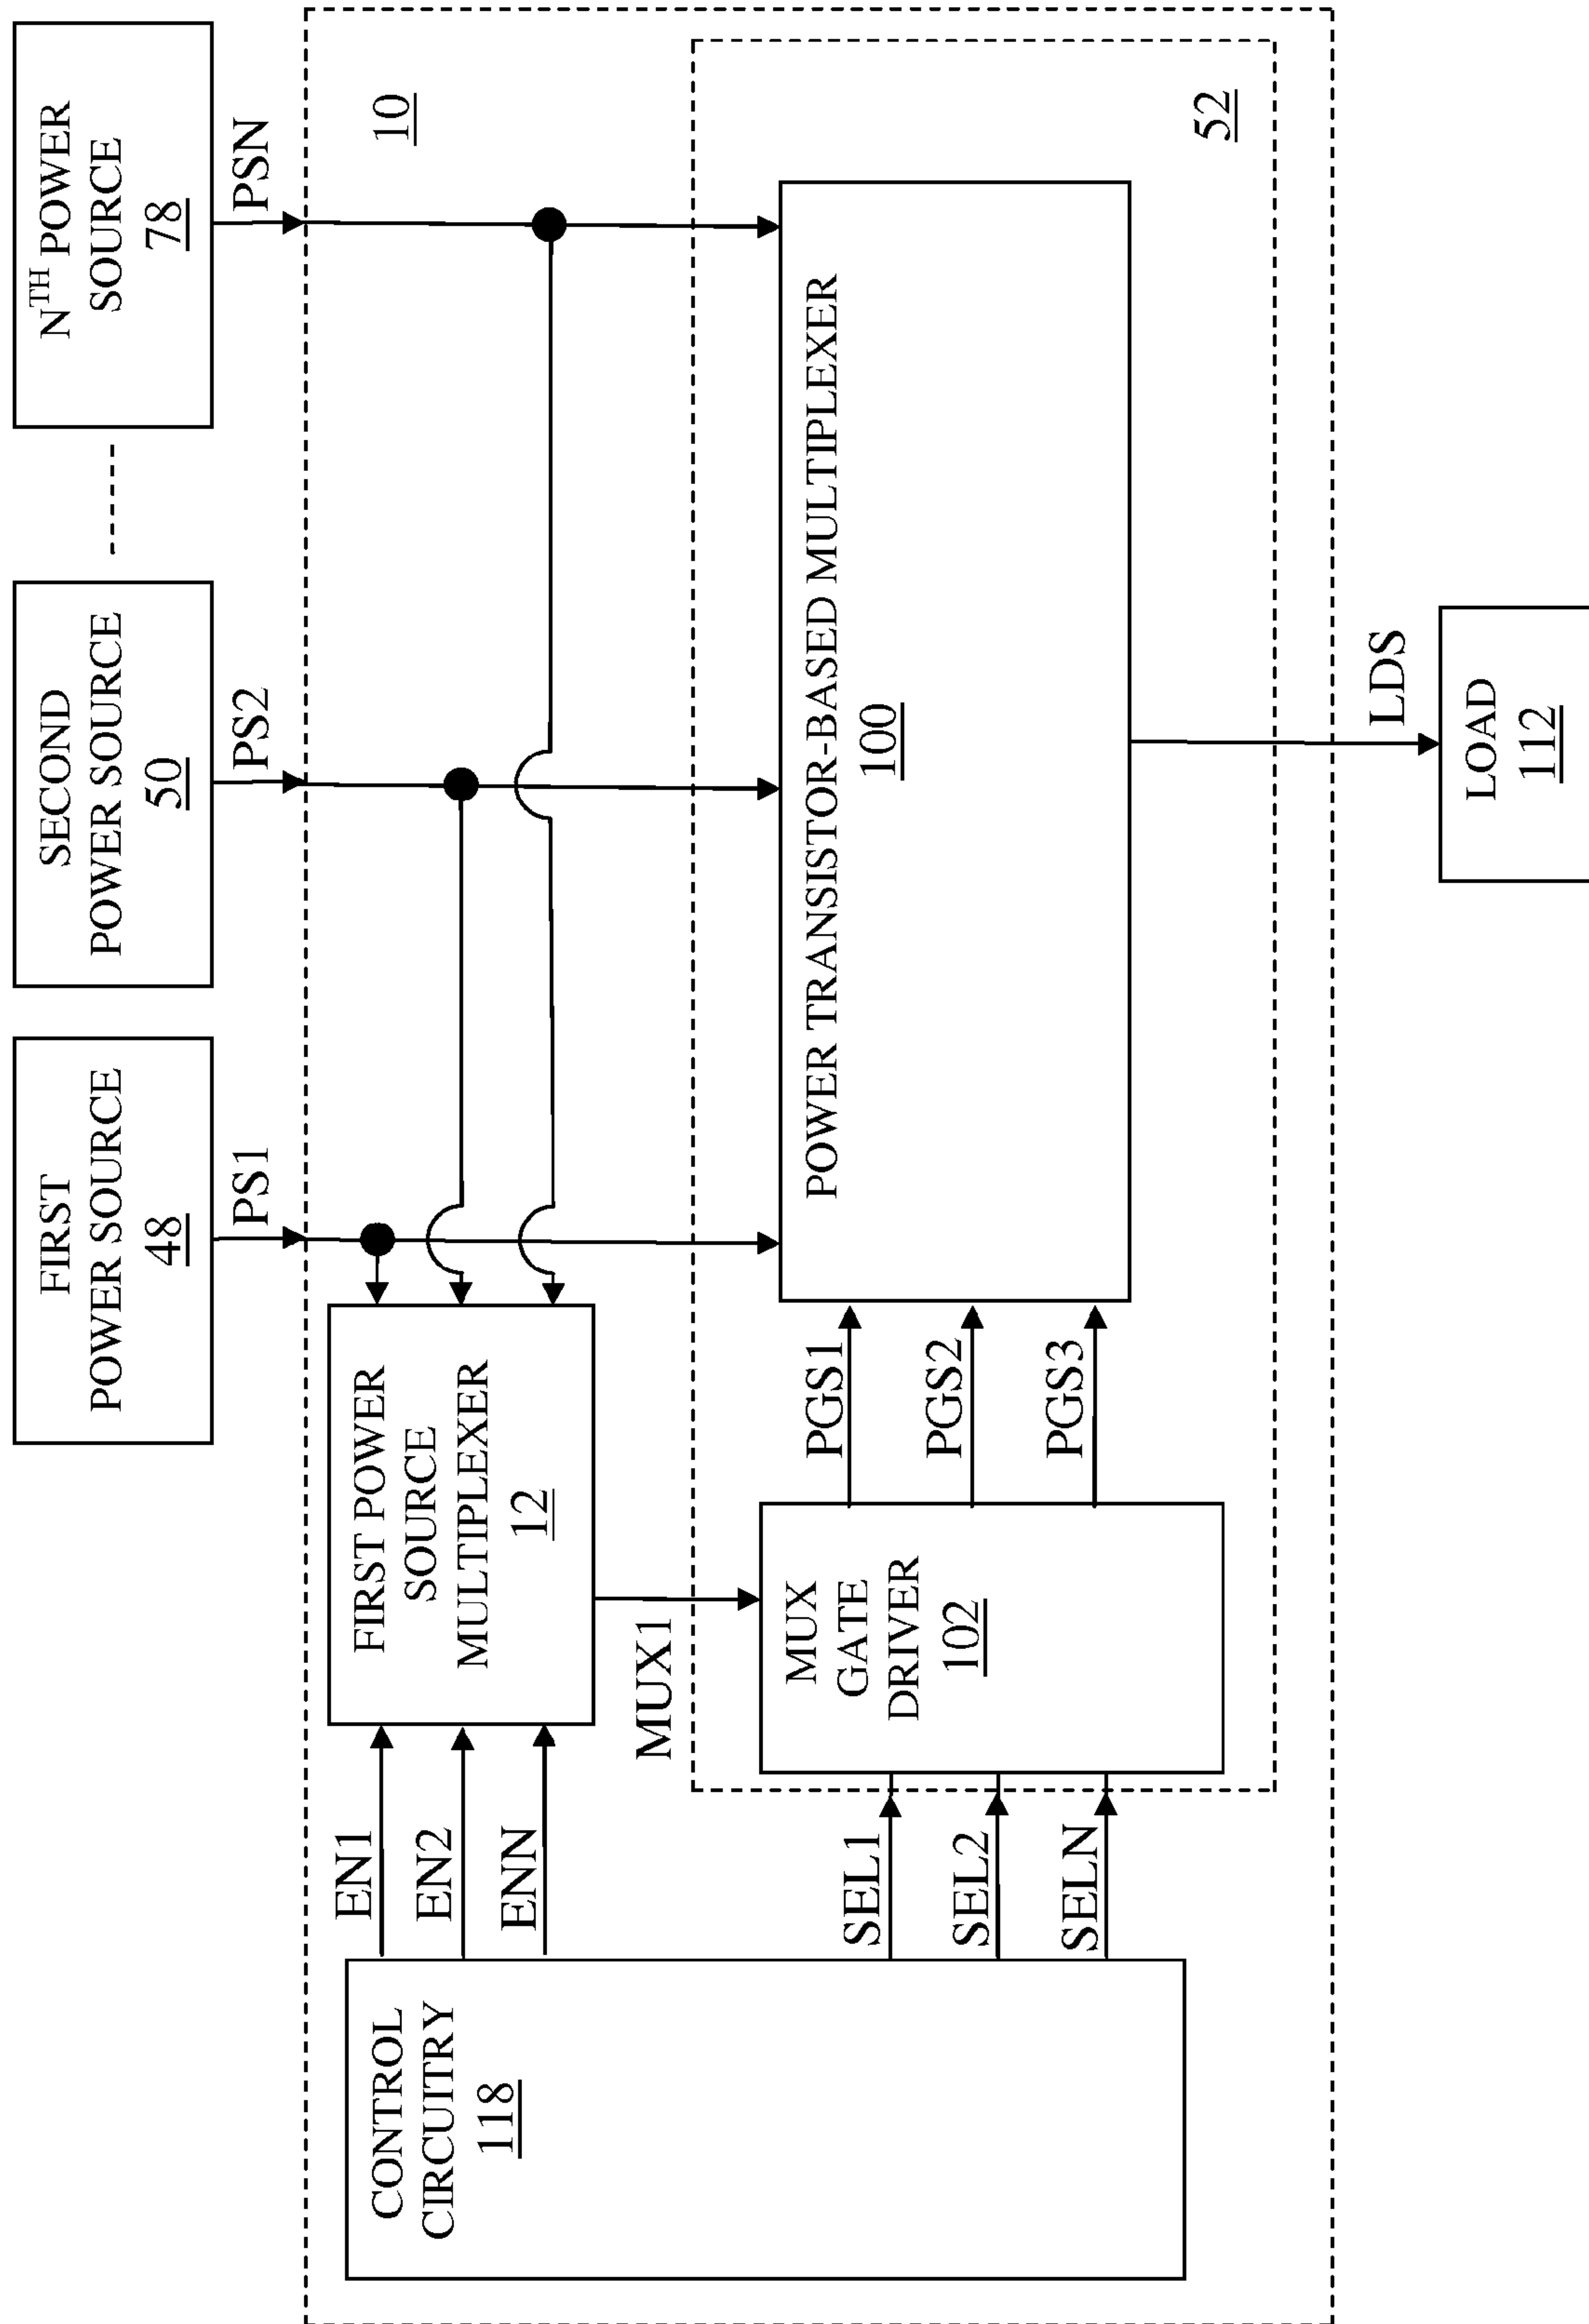 FIRST
POWER SOURCE
48
SECOND
POWER SOURCE
50
NTH POWER
SOURCE
78
PS1
PS2
PSN
10
CONTROL
CIRCUITRY
118
EN1
EN2
ENN
FIRST POWER
SOURCE
MULTIPLEXER
12
MUX1
SEL1
SEL2
SELN
MUX
GATE
DRIVER
102
PGS1
PGS2
PGS3
POWER TRANSISTOR-BASED MULTIPLEXER
100
52
LDS
LOAD
112